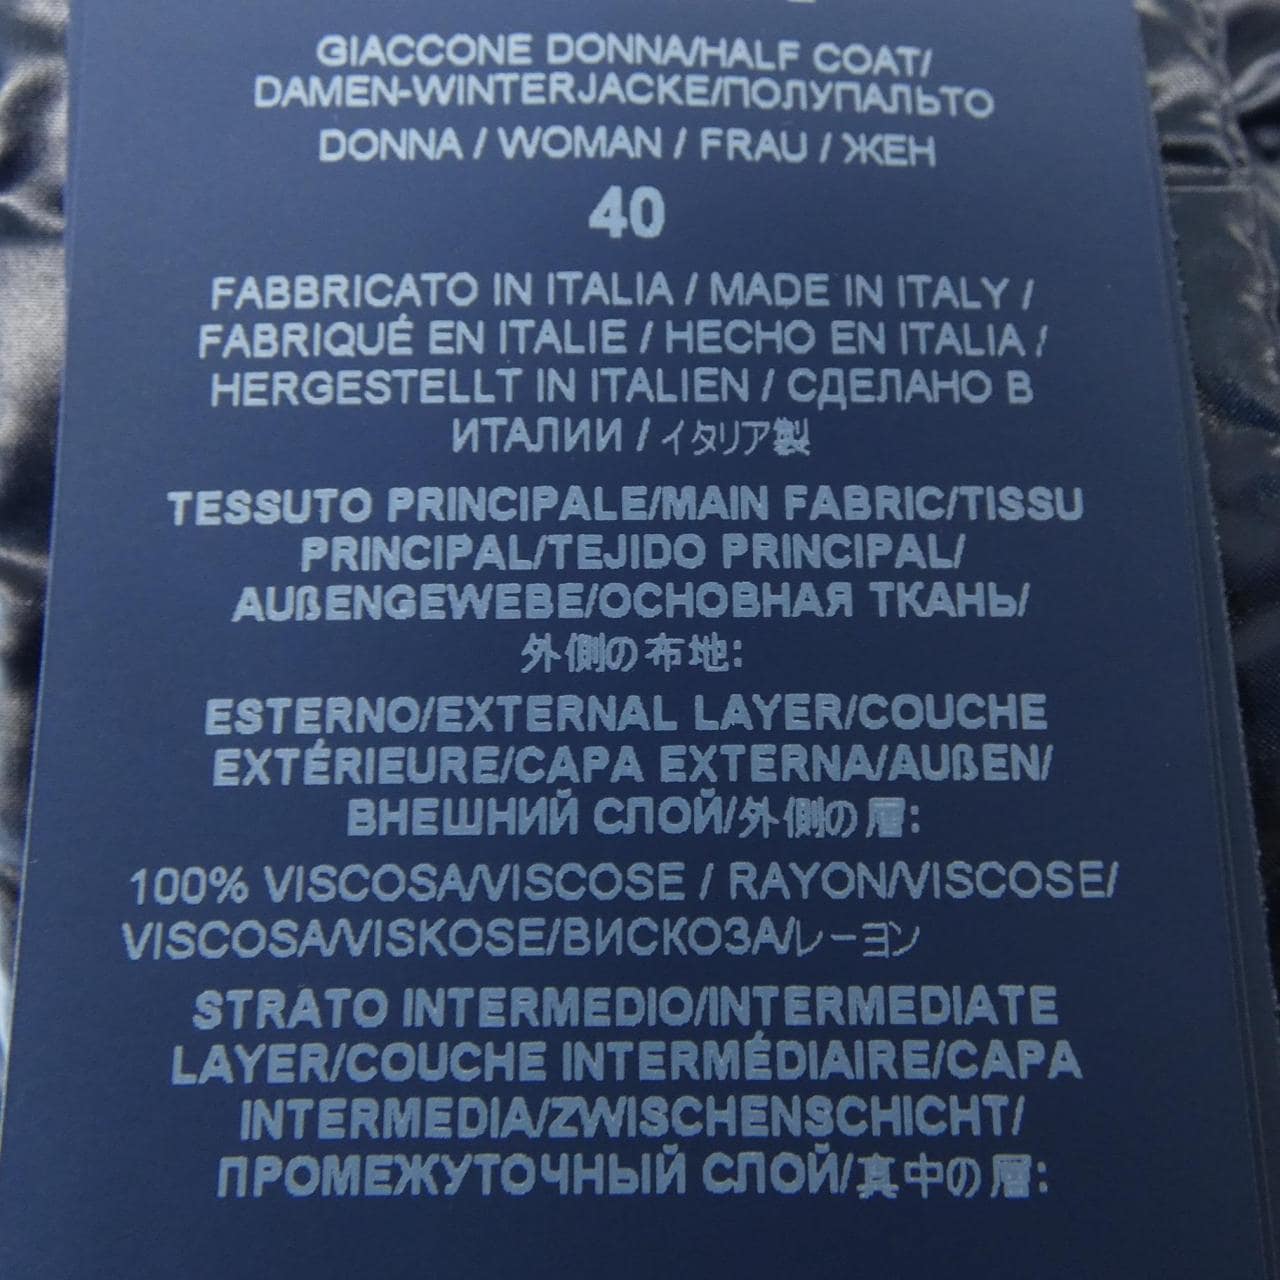 GIACCONE DONNA/HALF COAT/
DAMEN-WINTERJACKE/ПОЛУПАЛЬТО
DONNA / WOMAN / FRAU / ЖЕН
40
FABBRICATO IN ITALIA / MADE IN ITALY /
FABRIQUÉ EN ITALIE / HECHO EN ITALIA /
HERGESTELLT IN ITALIEN / СДЕЛАНО В
ИТАЛИИ / イタリア製
TESSUTO PRINCIPALE/MAIN FABRIC/TISSU
PRINCIPAL/TEJIDO PRINCIPAL/
AUßENGEWEBE/ОСНОВНАЯ ТКАНЬ/
外側の布地:
ESTERNO/EXTERNAL LAYER/COUCHE
EXTÉRIEURE/CAPA EXTERNA/AUßEN/
ВНЕШНИЙ СЛОЙ/外側の層:
100% VISCOSA/VISCOSE / RAYON/VISCOSE/
VISCOSA/VISKOSE/ВИСКОЗА/レーヨン
STRATO INTERMEDIO/INTERMEDIATE
LAYER/COUCHE INTERMÉDIAIRE/CAPA
INTERMEDIA/ZWISCHENSCHICHT/
ПРОМЕЖУТОЧНЫЙ СЛОЙ/真中の層: